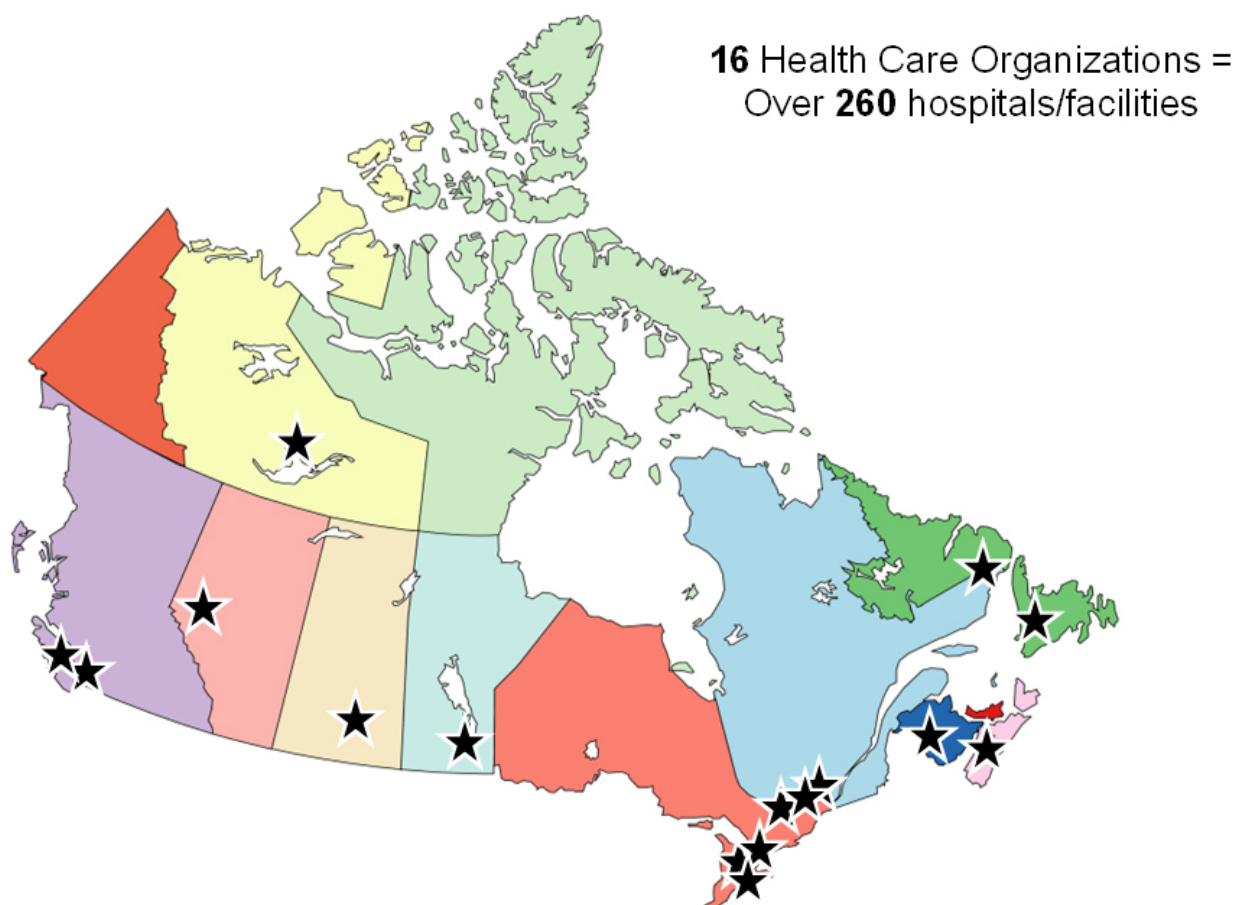 16 Health Care Organizations =
Over 260 hospitals/facilities